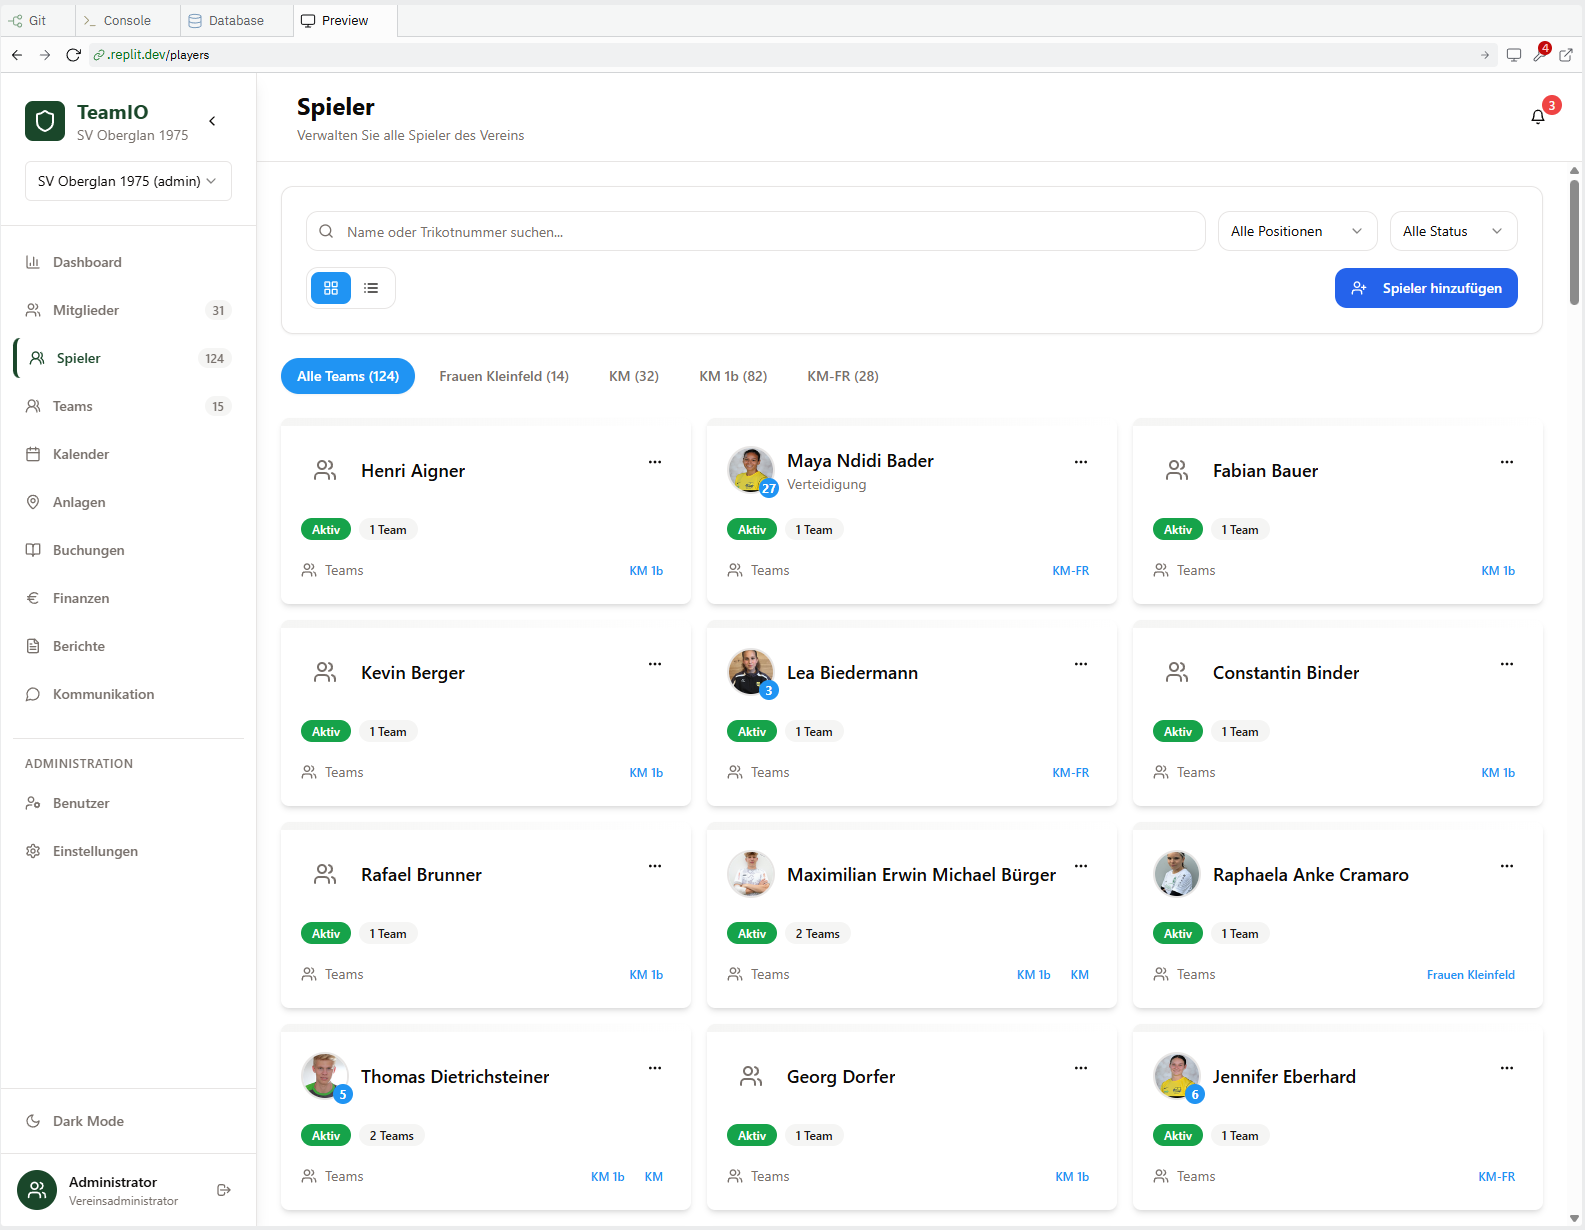 Git
Console
Database
Preview
.replit.dev/players
4
TeamIO
SV Oberglan 1975
SV Oberglan 1975 (admin)
Dashboard
Mitglieder 31
Spieler 124
Teams 15
Kalender
Anlagen
Buchungen
Finanzen
Berichte
Kommunikation
ADMINISTRATION
Benutzer
Einstellungen
Dark Mode
Administrator
Vereinsadministrator
Spieler
Verwalten Sie alle Spieler des Vereins
3
Name oder Trikotnummer suchen...
Alle Positionen
Alle Status
Spieler hinzufügen
Alle Teams (124)
Frauen Kleinfeld (14)
KM (32)
KM 1b (82)
KM-FR (28)
Henri Aigner
Aktiv 1 Team
Teams KM 1b
Maya Ndidi Bader
Verteidigung
27
Aktiv 1 Team
Teams KM-FR
Fabian Bauer
Aktiv 1 Team
Teams KM 1b
Kevin Berger
Aktiv 1 Team
Teams KM 1b
Lea Biedermann
3
Aktiv 1 Team
Teams KM-FR
Constantin Binder
Aktiv 1 Team
Teams KM 1b
Rafael Brunner
Aktiv 1 Team
Teams KM 1b
Maximilian Erwin Michael Bürger
Aktiv 2 Teams
Teams KM 1b KM
Raphaela Anke Cramaro
Aktiv 1 Team
Teams Frauen Kleinfeld
Thomas Dietrichsteiner
5
Aktiv 2 Teams
Teams KM 1b KM
Georg Dorfer
Aktiv 1 Team
Teams KM 1b
Jennifer Eberhard
6
Aktiv 1 Team
Teams KM-FR